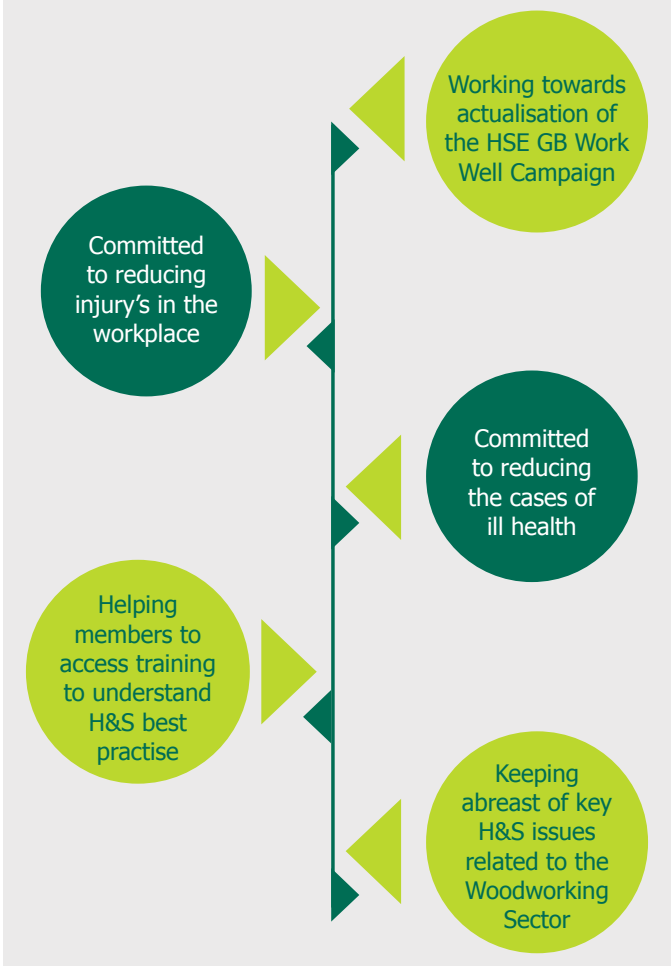 Working towards
actualisation of
the HSE GB Work
Well Campaign
Committed
to reducing
injury's in the
workplace
Committed
to reducing
the cases of
ill health
Helping
members to
access training
to understand
H&S best
practise
Keeping
abreast of key
H&S issues
related to the
Woodworking
Sector